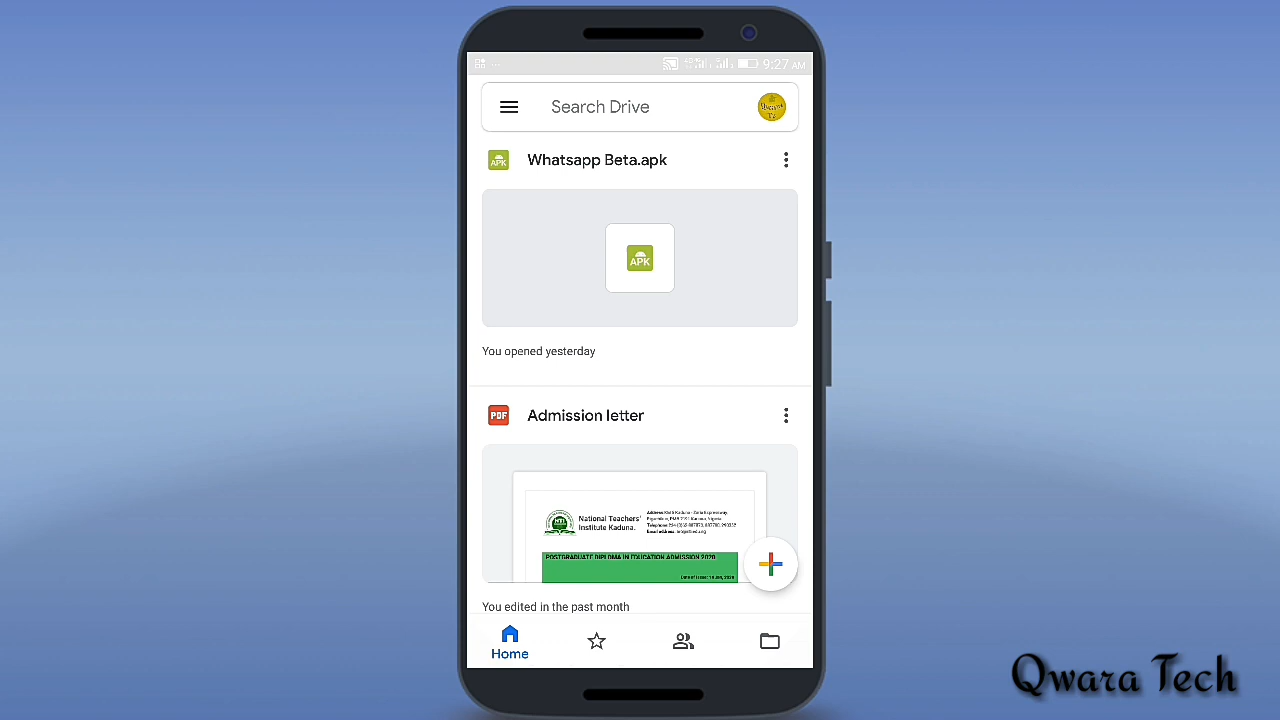 9:27 AM
Search Drive
APK
Whatsapp Beta.apk
APK
You opened yesterday
PDF
Admission letter
National Teachers'
Institute Kaduna.
POSTGRADUATE DIPLOMA IN EDUCATION ADMISSION 2020
You edited in the past month
Home
Qwara Tech